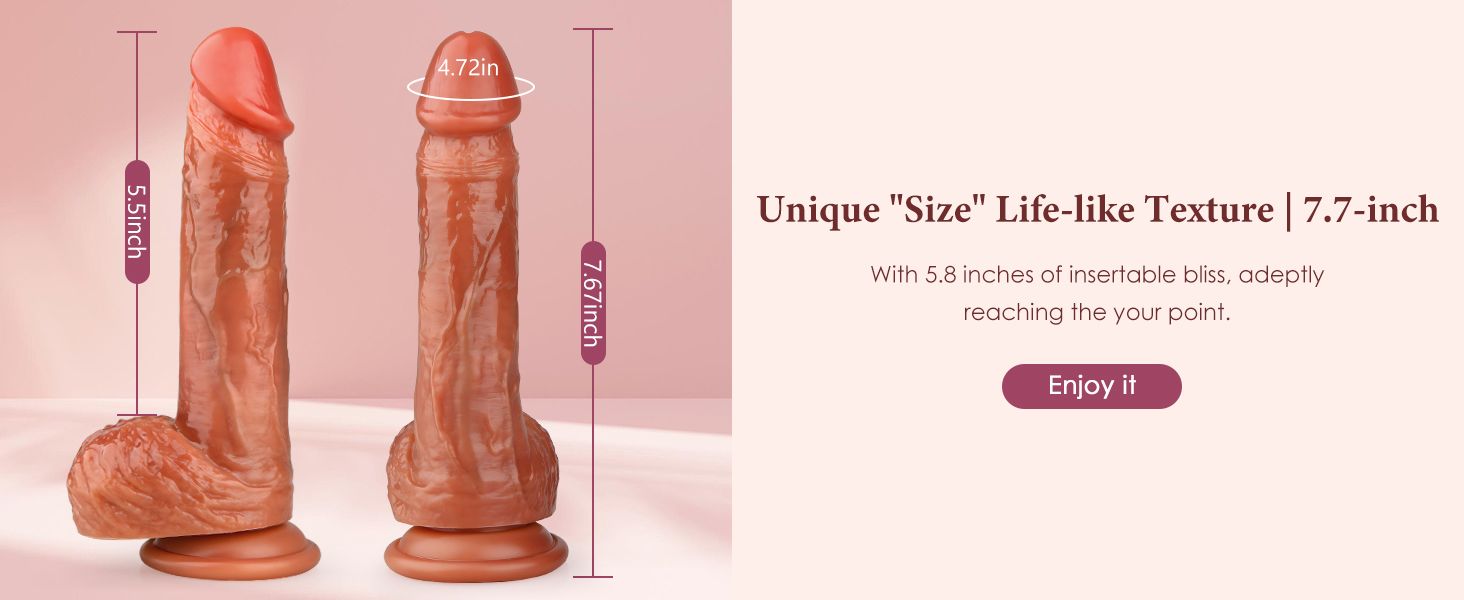 5.5inch
4.72in
7.67inch
Unique "Size" Life-like Texture | 7.7-inch
With 5.8 inches of insertable bliss, adeptly
reaching the your point.
Enjoy it